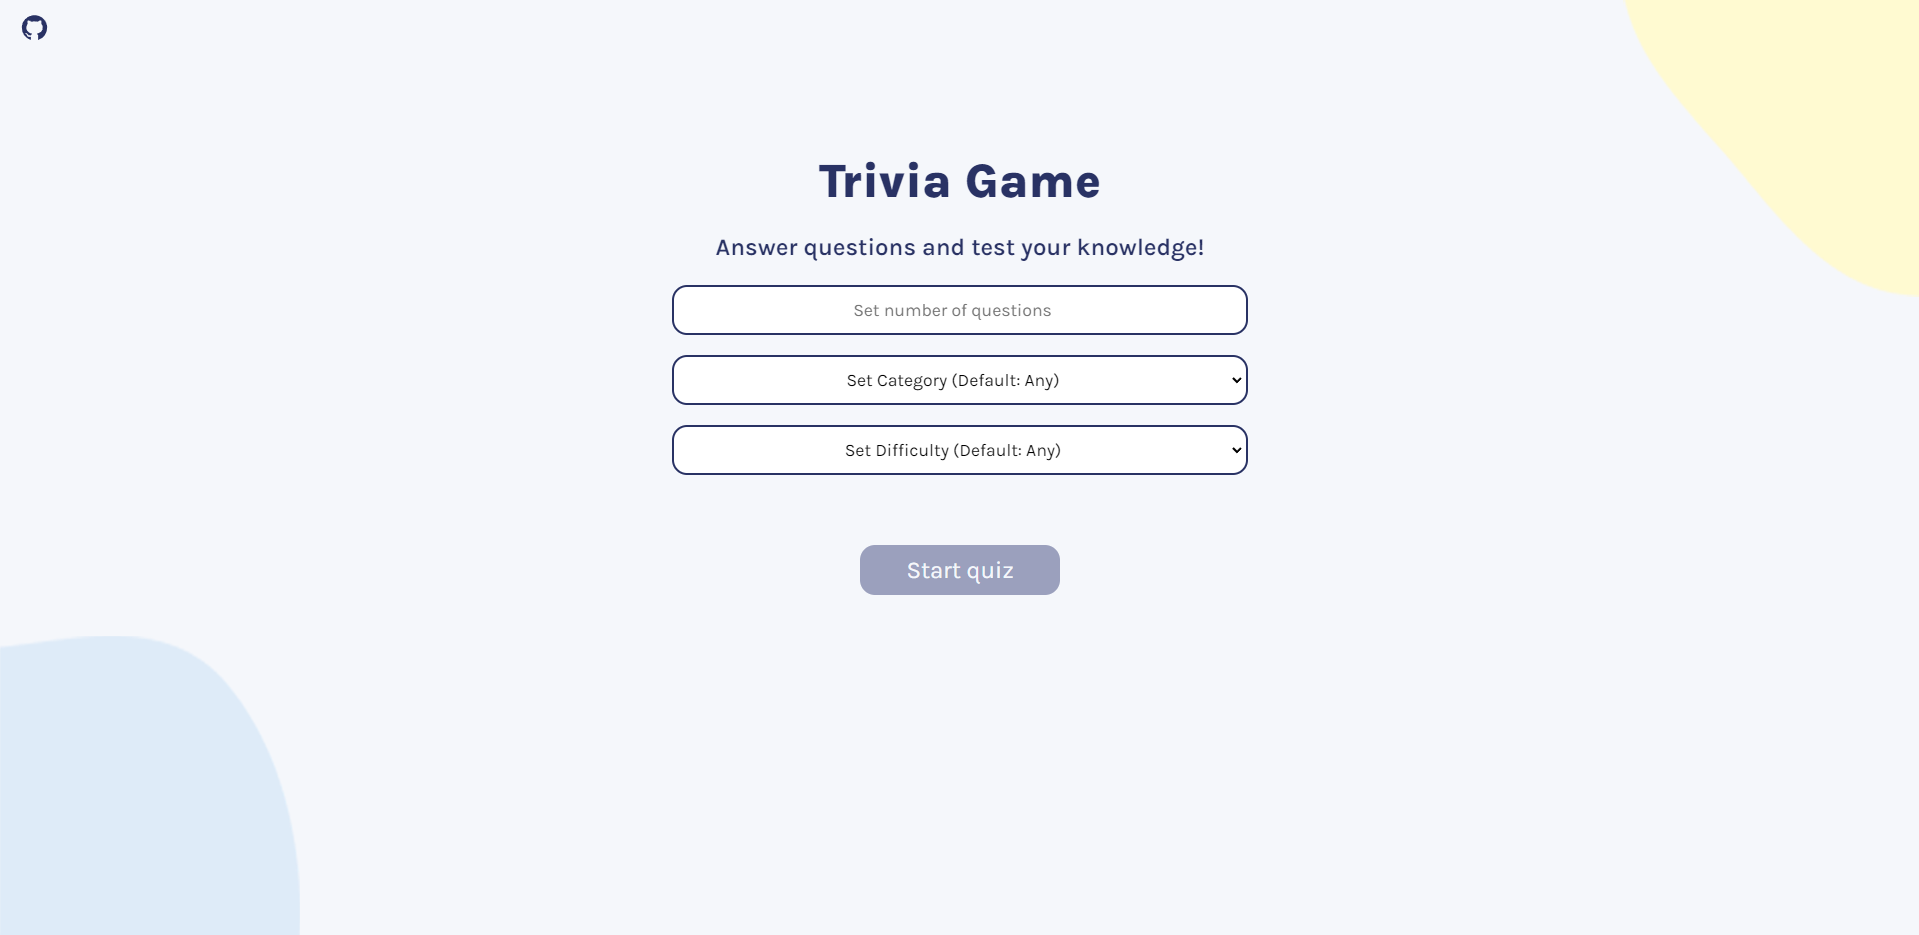 Trivia Game
Answer questions and test your knowledge!
Set number of questions
Set Category (Default: Any)
Set Difficulty (Default: Any)
Start quiz